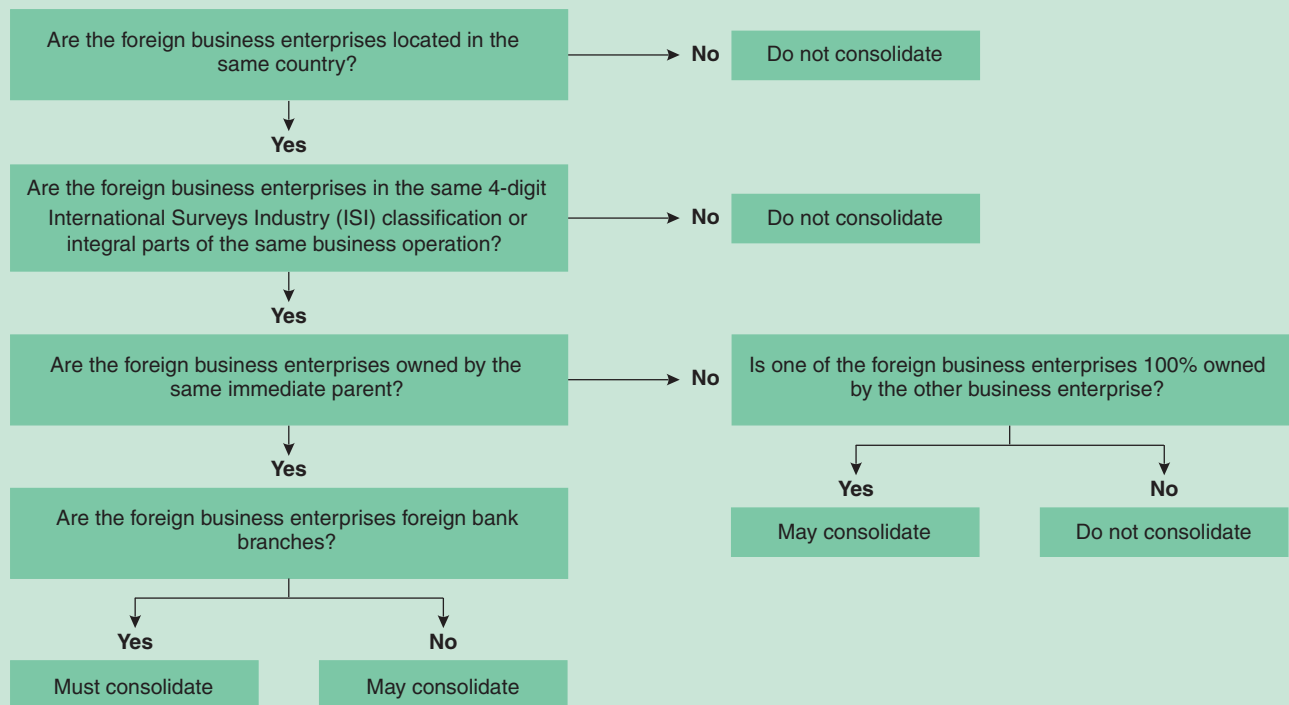 Are the foreign business enterprises located in the
same country?
No
Do not consolidate
Yes
Are the foreign business enterprises in the same 4-digit
International Surveys Industry (ISI) classification or
integral parts of the same business operation?
No
Do not consolidate
Yes
Are the foreign business enterprises owned by the
same immediate parent?
No
Is one of the foreign business enterprises 100% owned
by the other business enterprise?
Yes
No
May consolidate
Do not consolidate
Yes
Are the foreign business enterprises foreign bank
branches?
Yes
No
Must consolidate
May consolidate